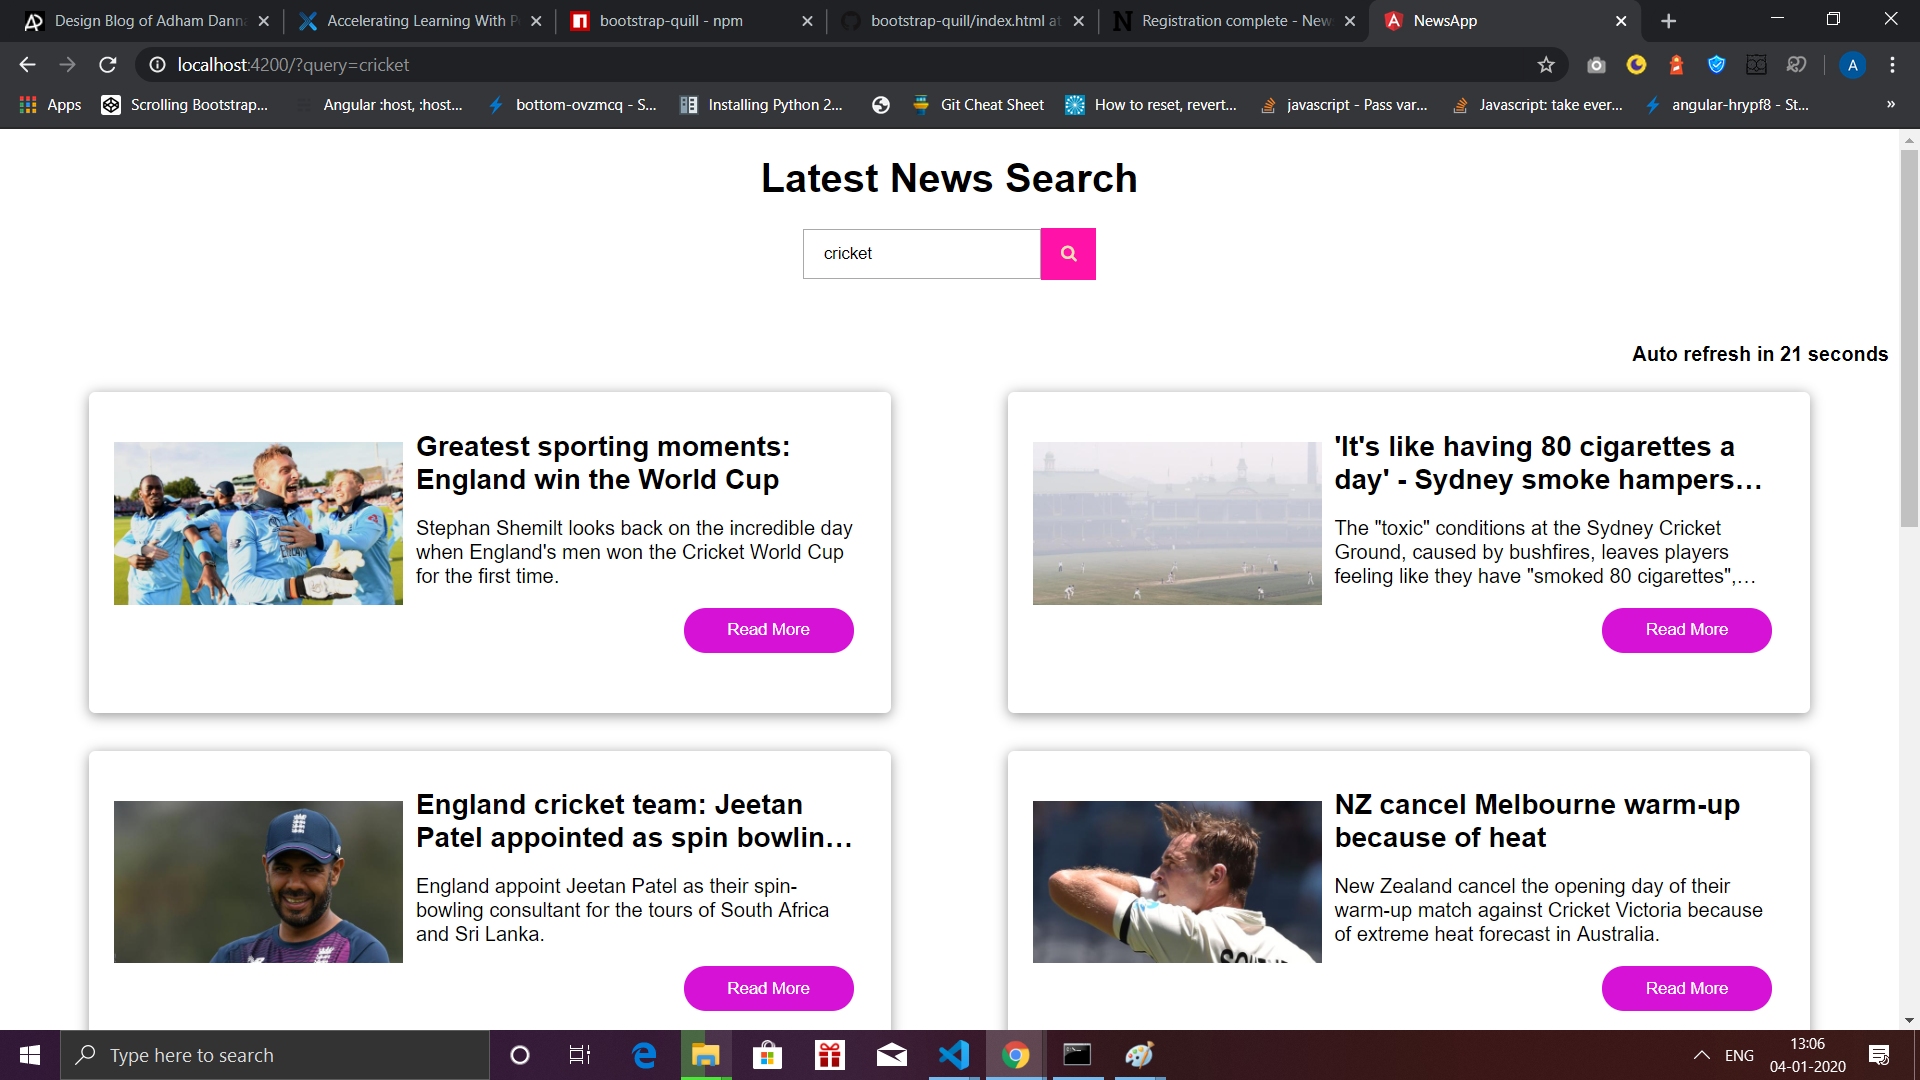 Design Blog of Adham Dann
Accelerating Learning With P
bootstrap-quill - npm
bootstrap-quill/index.html at
Registration complete - New
NewsApp
localhost:4200/?query=cricket
A
Apps
Scrolling Bootstrap...
Angular :host, :host...
bottom-ovzmcq - S...
Installing Python 2...
Git Cheat Sheet
How to reset, revert...
javascript - Pass var...
Javascript: take ever...
angular-hrypf8 - St...
»
Latest News Search
cricket
Auto refresh in 21 seconds
Greatest sporting moments:
England win the World Cup
Stephan Shemilt looks back on the incredible day
when England's men won the Cricket World Cup
for the first time.
Read More
'It's like having 80 cigarettes a
day' - Sydney smoke hampers…
The "toxic" conditions at the Sydney Cricket
Ground, caused by bushfires, leaves players
feeling like they have "smoked 80 cigarettes",…
Read More
England cricket team: Jeetan
Patel appointed as spin bowlin…
England appoint Jeetan Patel as their spin-
bowling consultant for the tours of South Africa
and Sri Lanka.
Read More
NZ cancel Melbourne warm-up
because of heat
New Zealand cancel the opening day of their
warm-up match against Cricket Victoria because
of extreme heat forecast in Australia.
Read More
Type here to search
ENG
13:06
04-01-2020